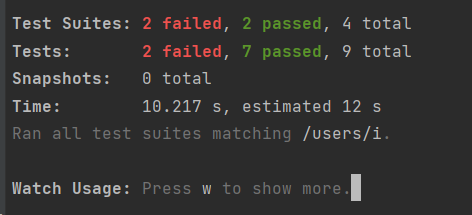 Test Suites: 2 failed, 2 passed, 4 total
Tests:       2 failed, 7 passed, 9 total
Snapshots:   0 total
Time:        10.217 s, estimated 12 s
Ran all test suites matching /users/i.
Watch Usage: Press w to show more.